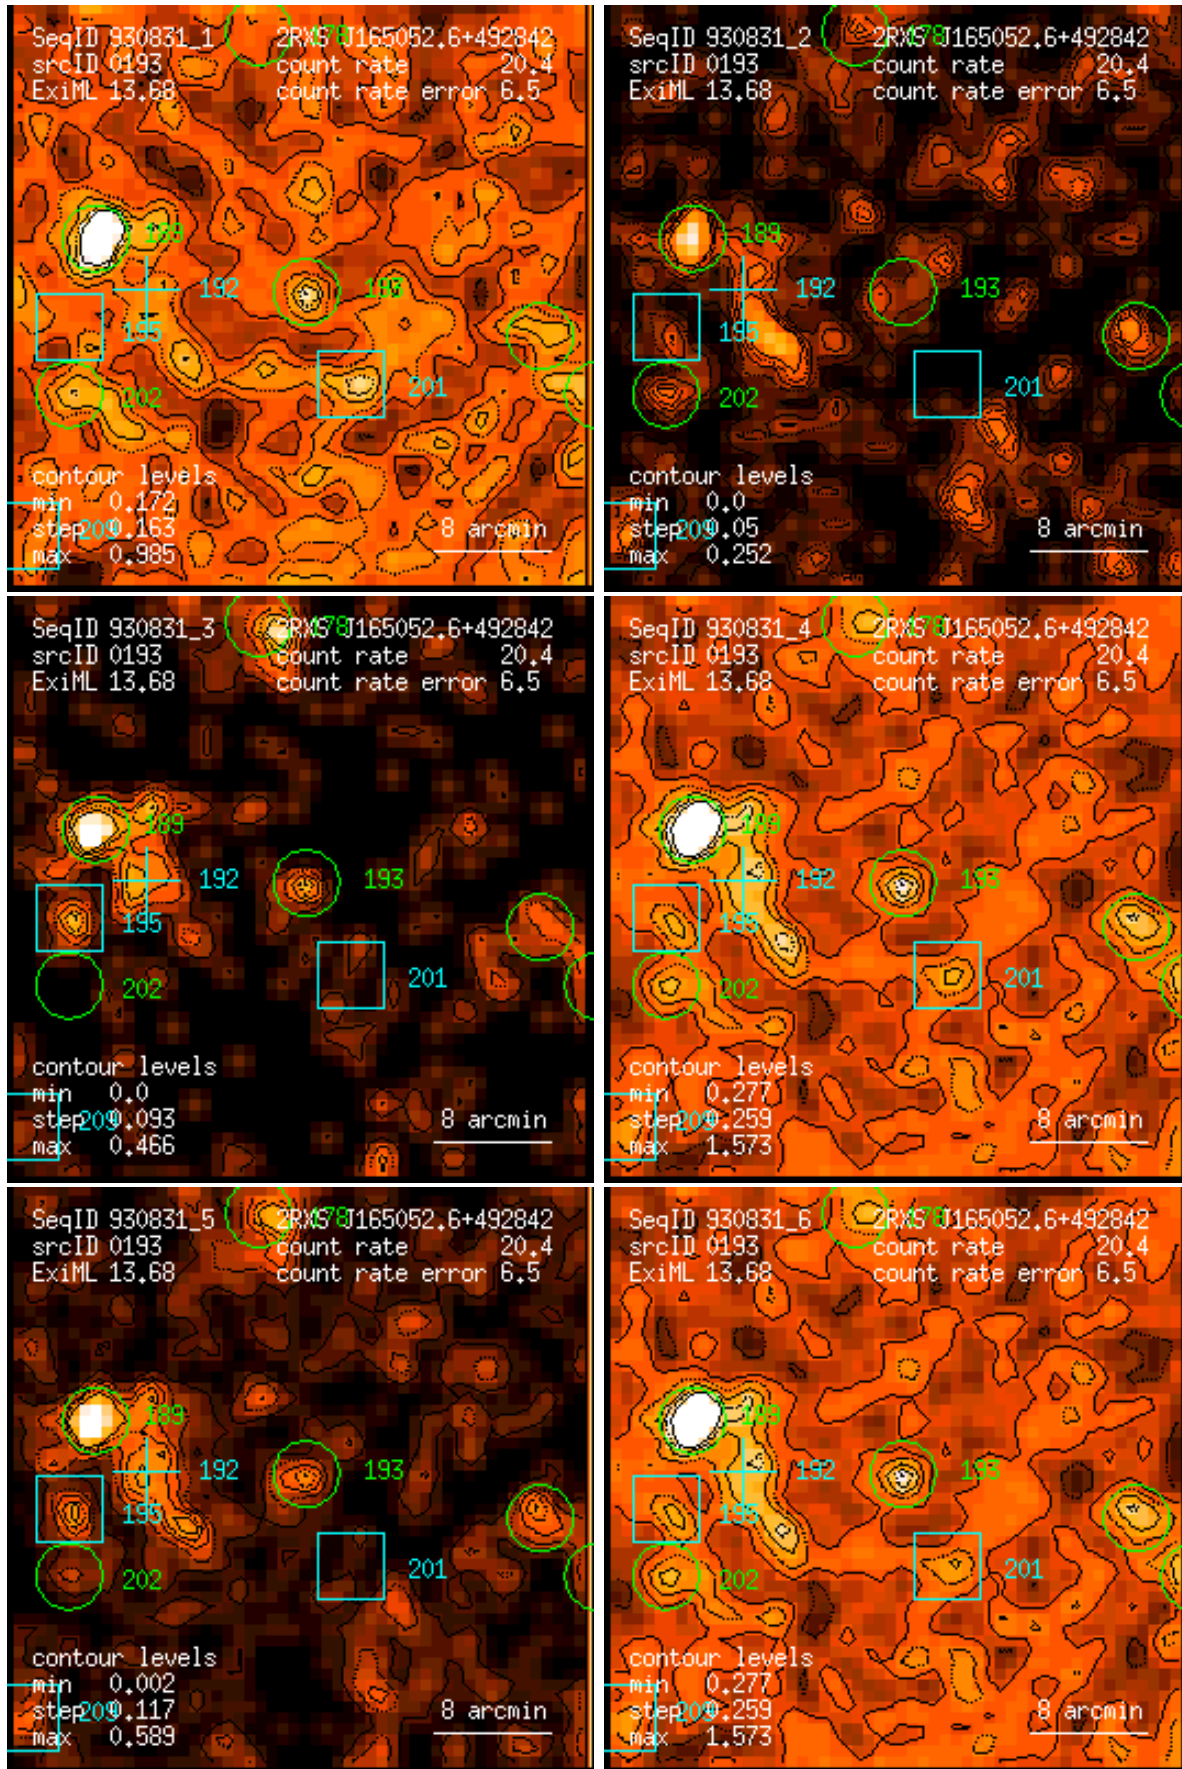 SeqID 930831_1 178 2RXS J165052.6+492842
srcID 0193 count rate 20.4
ExiML 13.68 count rate error 6.5
189
192
193
195
201
202
contour levels
min 0.172
step 0.163 209 8 arcmin
max 0.985
SeqID 930831_2 178 2RXS J165052.6+492842
srcID 0193 count rate 20.4
ExiML 13.68 count rate error 6.5
189
192
193
195
201
202
contour levels
min 0.0
step 0.05 209 8 arcmin
max 0.252
SeqID 930831_3 178 2RXS J165052.6+492842
srcID 0193 count rate 20.4
ExiML 13.68 count rate error 6.5
189
192
193
195
201
202
contour levels
min 0.0
step 0.093 209 8 arcmin
max 0.466
SeqID 930831_4 178 2RXS J165052.6+492842
srcID 0193 count rate 20.4
ExiML 13.68 count rate error 6.5
189
192
193
195
201
202
contour levels
min 0.277
step 0.259 209 8 arcmin
max 1.573
SeqID 930831_5 178 2RXS J165052.6+492842
srcID 0193 count rate 20.4
ExiML 13.68 count rate error 6.5
189
192
193
195
201
202
contour levels
min 0.002
step 0.117 209 8 arcmin
max 0.589
SeqID 930831_6 178 2RXS J165052.6+492842
srcID 0193 count rate 20.4
ExiML 13.68 count rate error 6.5
189
192
193
195
201
202
contour levels
min 0.277
step 0.259 209 8 arcmin
max 1.573